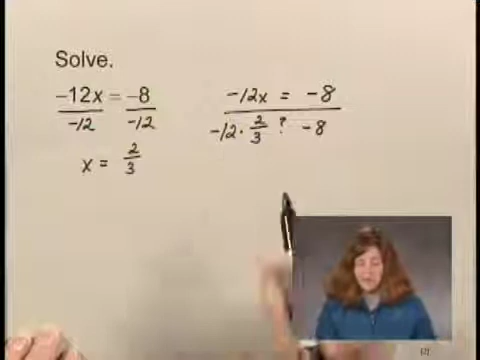 Solve.
-12x = -8
-12 -12
x = 2/3
-12x = -8
-12 · 2/3 ? -8